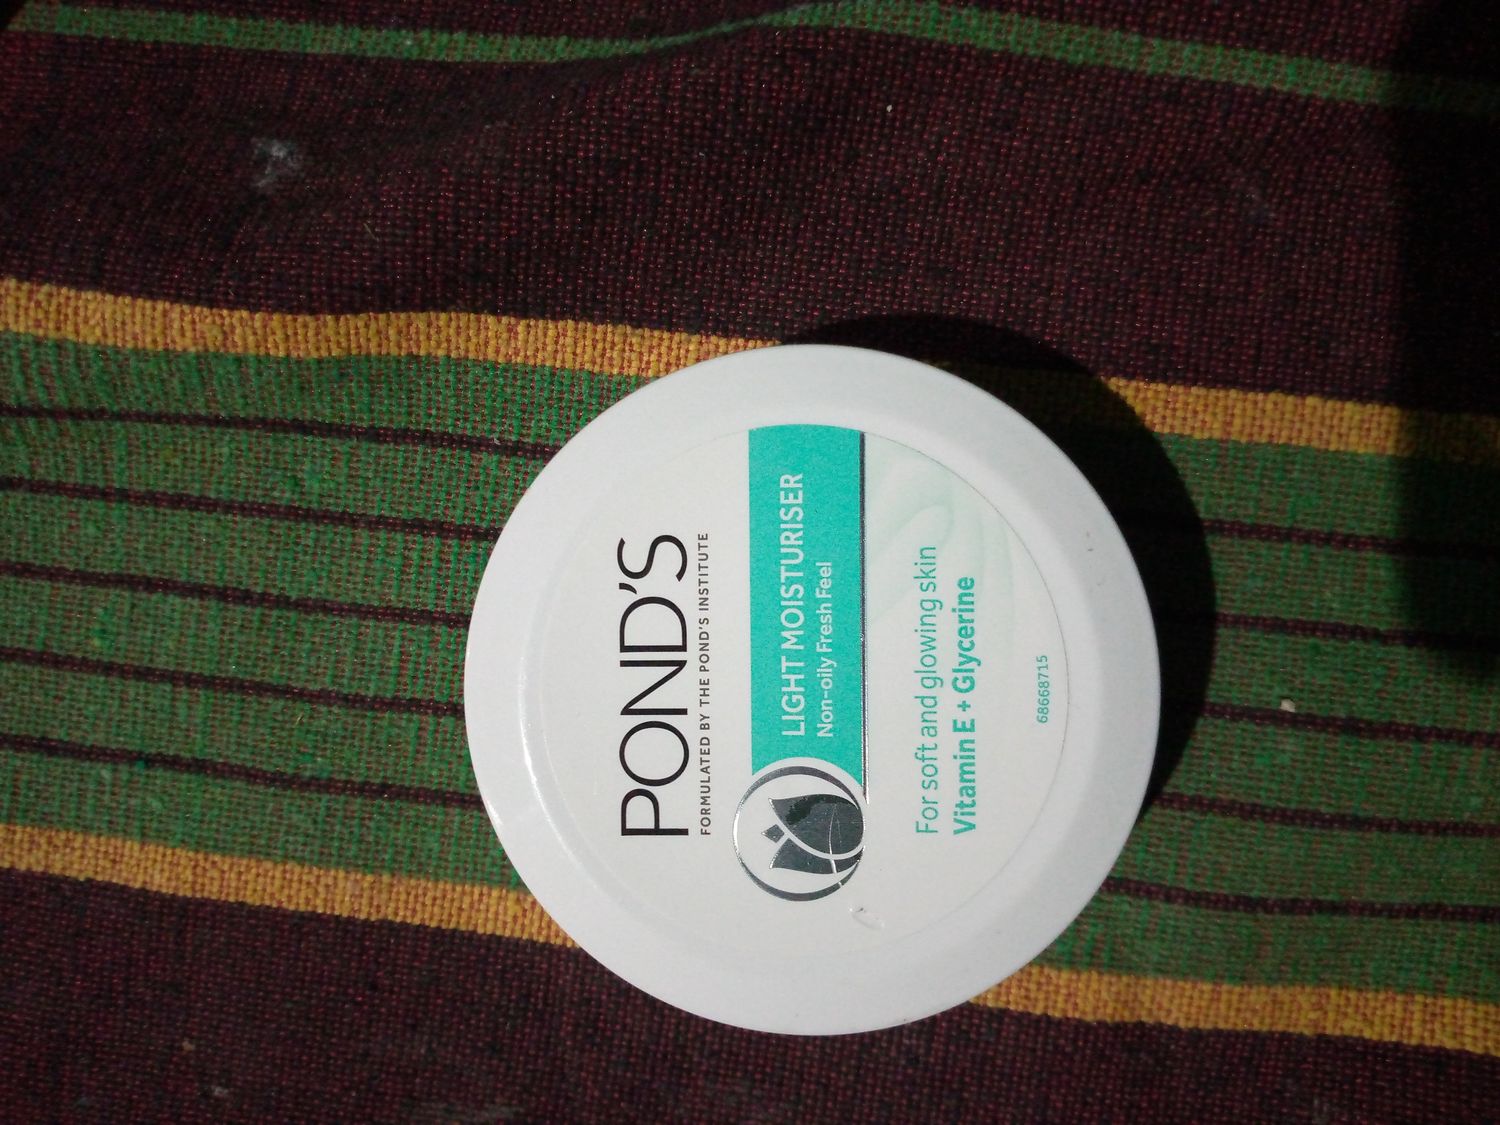 POND'S
FORMULATED BY THE POND'S INSTITUTE
LIGHT MOISTURISER
Non-oily Fresh Feel
For soft and glowing skin
Vitamin E + Glycerine
68668715